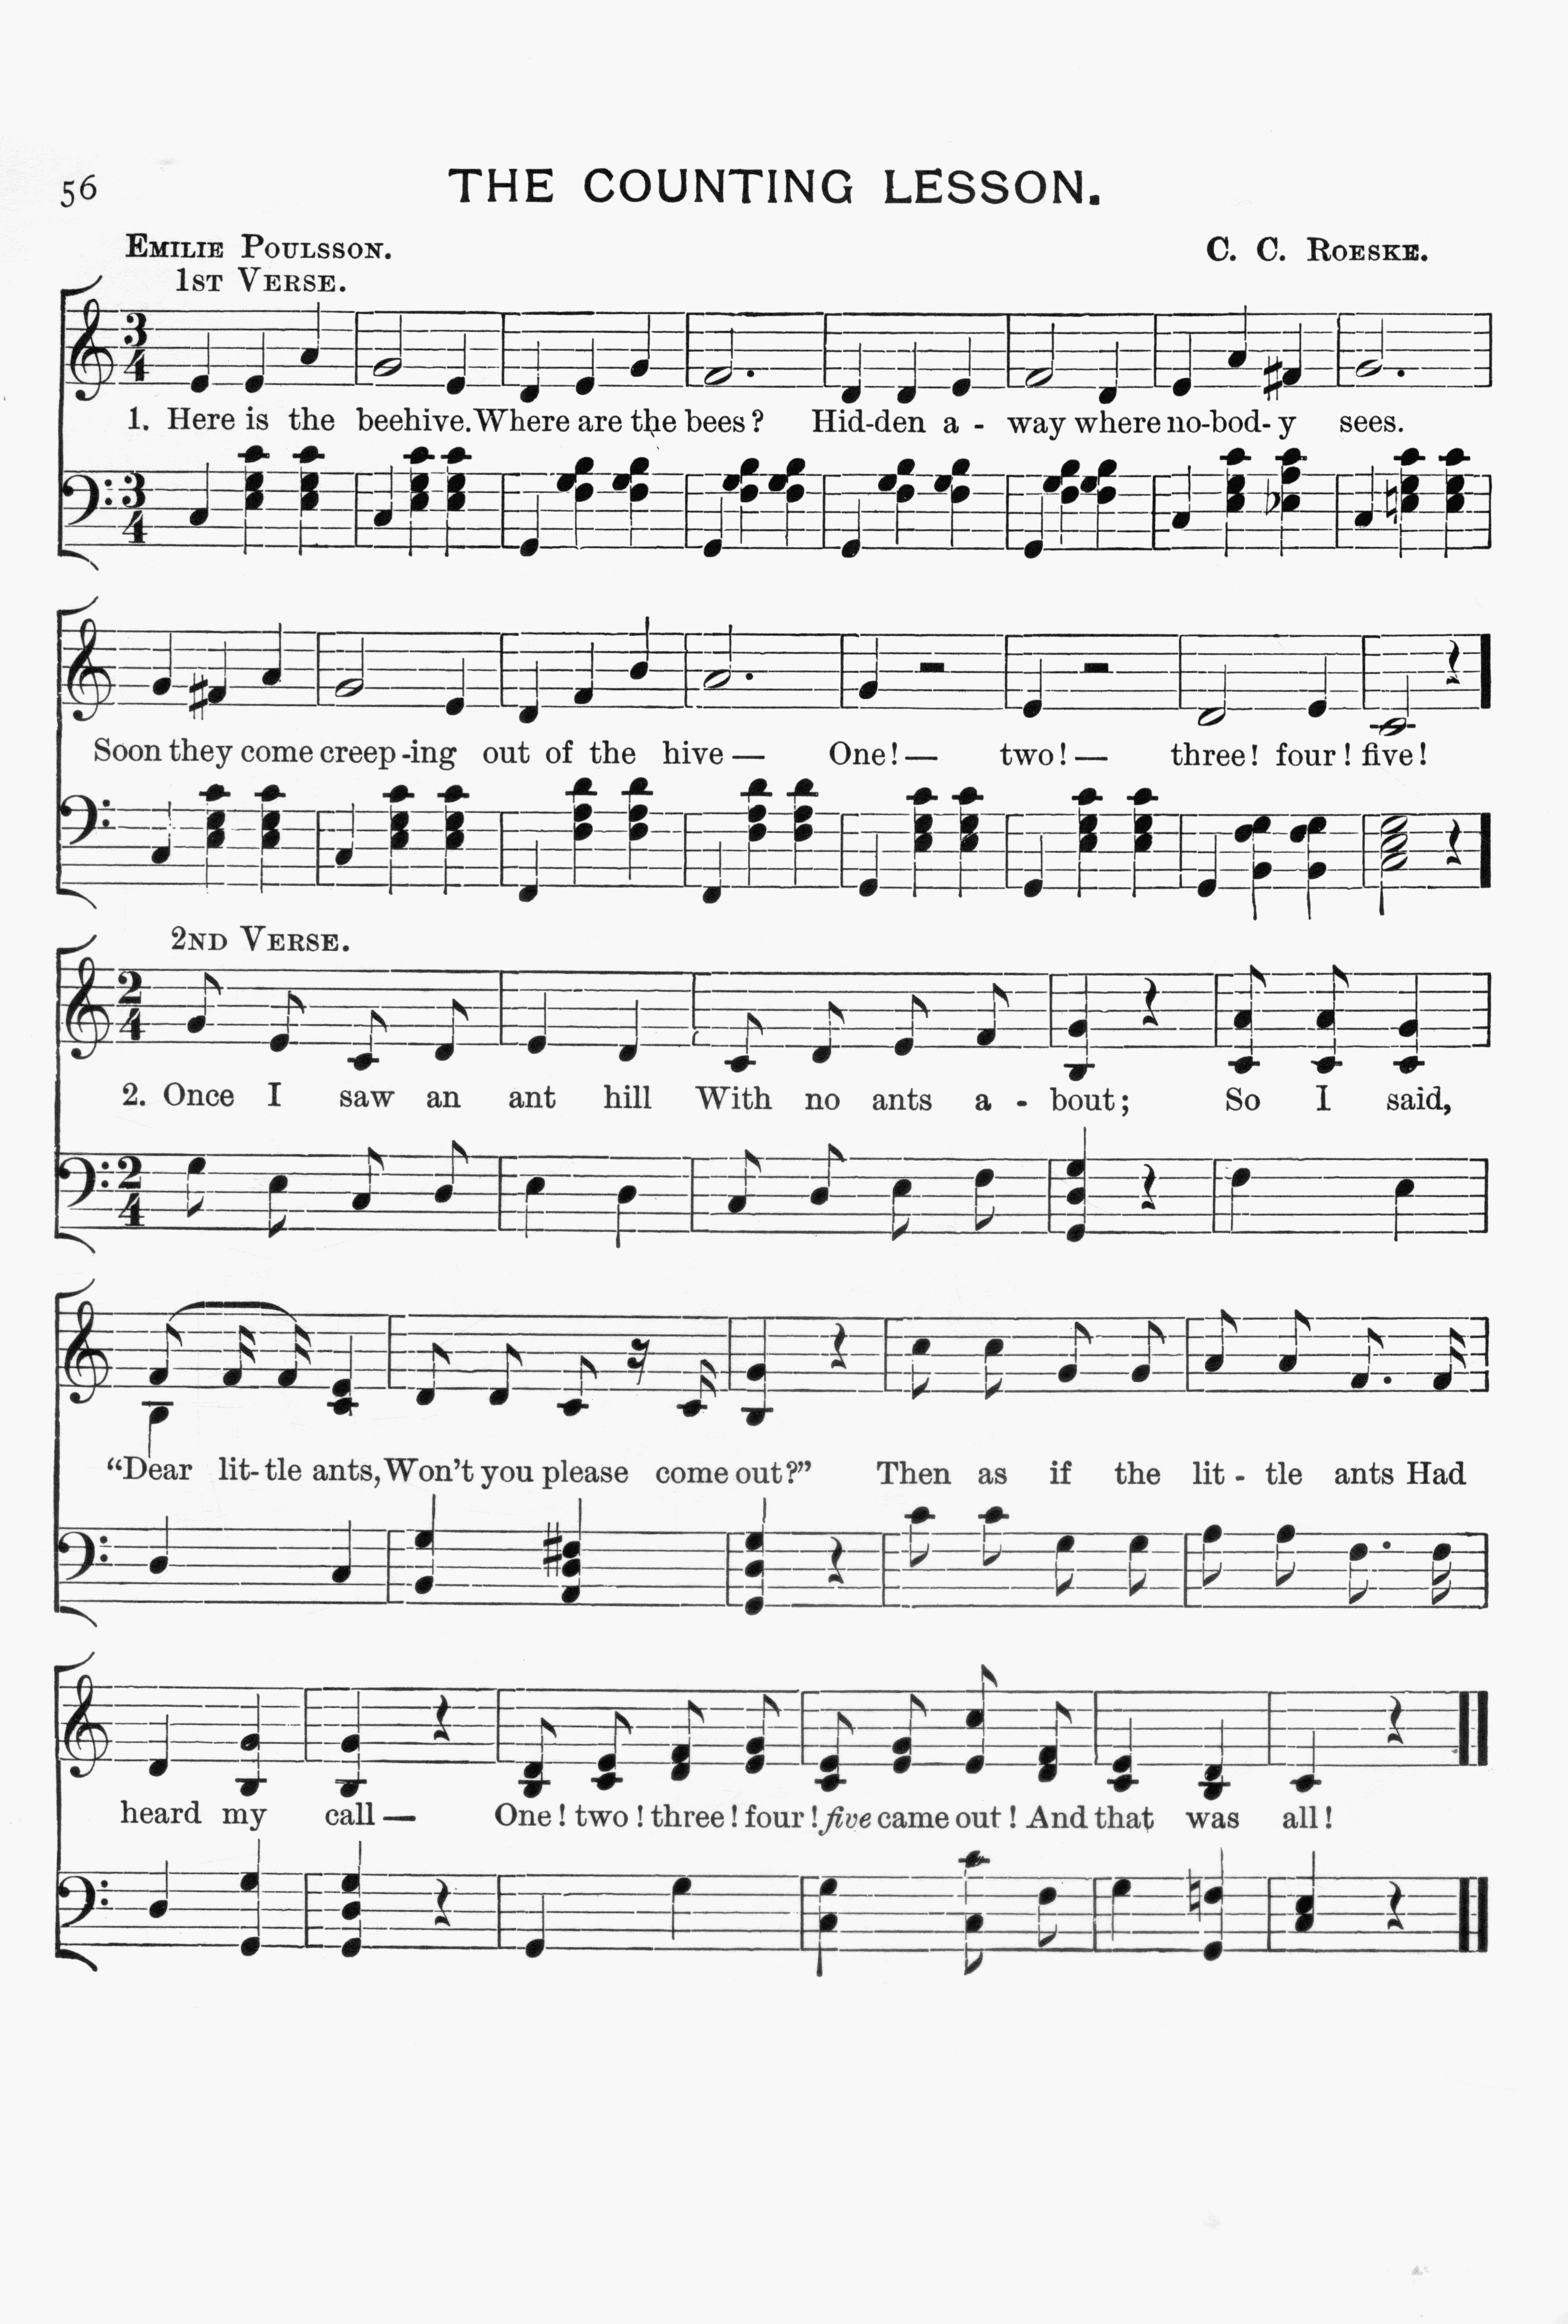 56
THE COUNTING LESSON.
EMILIE POULSSON. C. C. ROESKE.
1ST VERSE.
3 4
1. Here is the beehive. Where are the bees? Hid-den a - way where no-bod-y sees.
3 4
Soon they come creep-ing out of the hive — One! — two! — three! four! five!
2ND VERSE.
2 4
2. Once I saw an ant hill With no ants a - bout; So I said,
2 4
“Dear lit-tle ants, Won't you please come out?” Then as if the lit - tle ants Had
heard my call — One! two! three! four! five came out! And that was all!